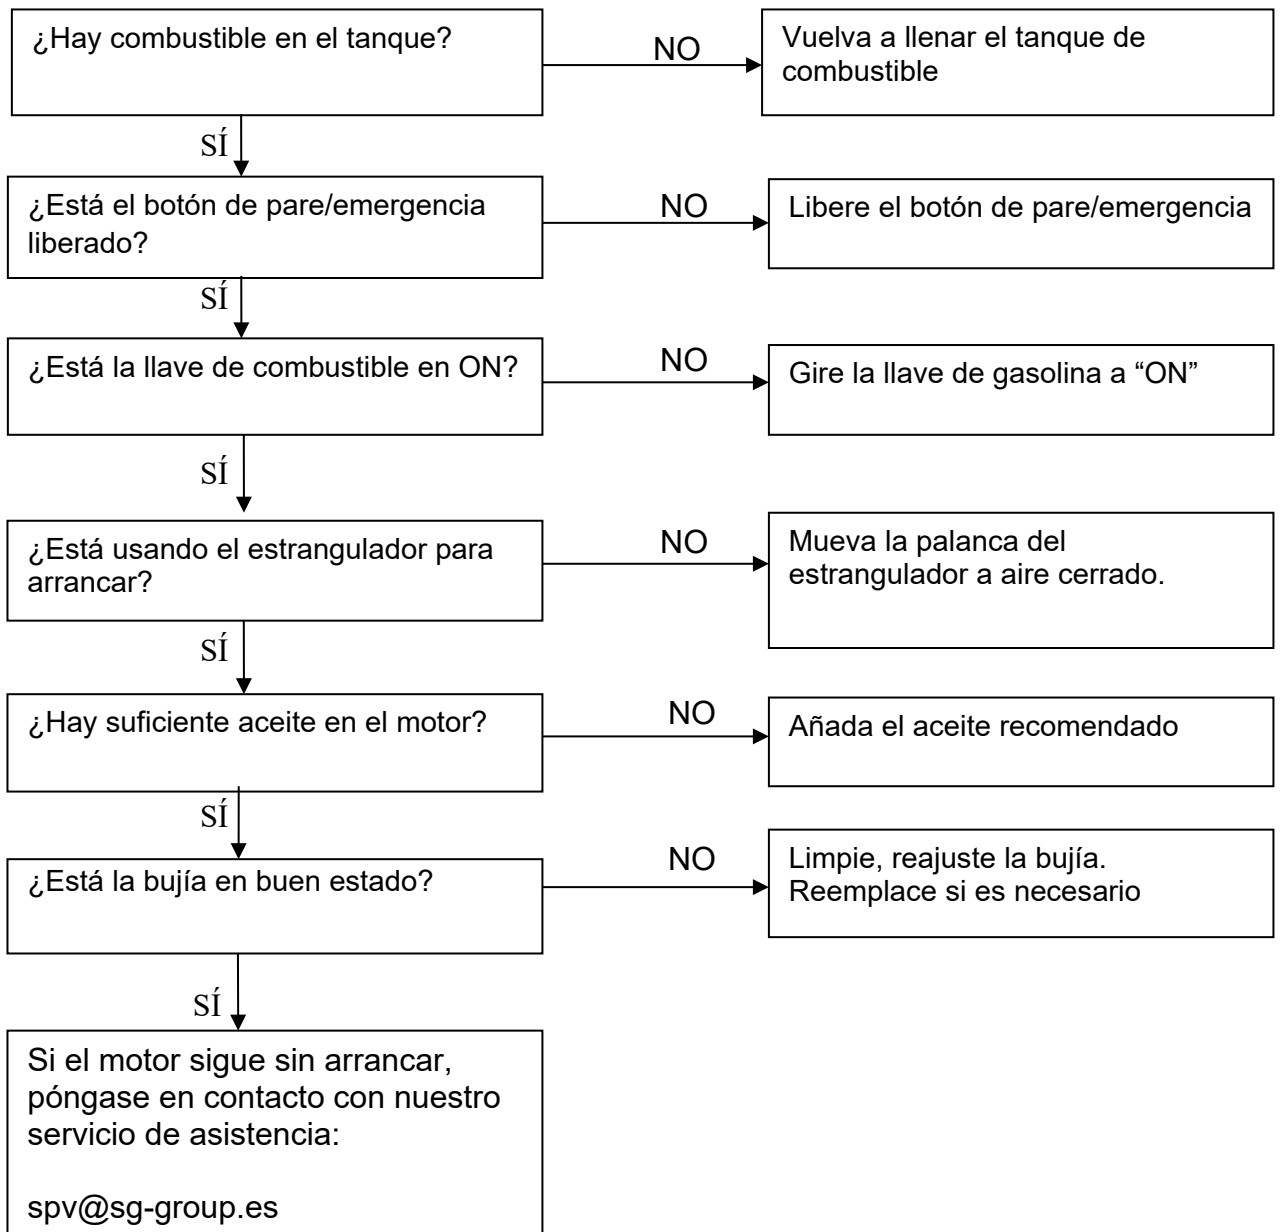 ¿Hay combustible en el tanque?
NO
Vuelva a llenar el tanque de
combustible
SÍ
¿Está el botón de pare/emergencia
liberado?
NO
Libere el botón de pare/emergencia
SÍ
¿Está la llave de combustible en ON?
NO
Gire la llave de gasolina a “ON”
SÍ
¿Está usando el estrangulador para
arrancar?
NO
Mueva la palanca del
estrangulador a aire cerrado.
SÍ
¿Hay suficiente aceite en el motor?
NO
Añada el aceite recomendado
SÍ
¿Está la bujía en buen estado?
NO
Limpie, reajuste la bujía.
Reemplace si es necesario
SÍ
Si el motor sigue sin arrancar,
póngase en contacto con nuestro
servicio de asistencia:
spv@sg-group.es